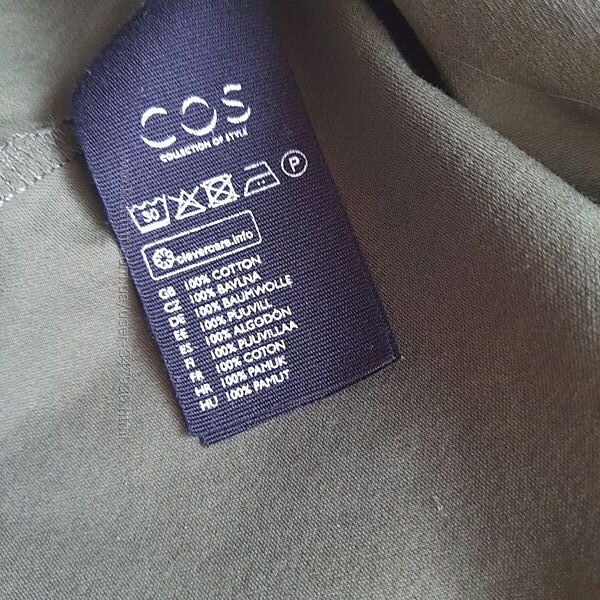 COS
COLLECTION OF STYLE
30
P
clevercare.info
GB 100% COTTON
CZ 100% BAVLNA
DE 100% BAUMWOLLE
EE 100% PUUVILL
ES 100% ALGODÓN
FI 100% PUUVILLAA
FR 100% COTON
HR 100% PAMUK
HU 100% PAMUT